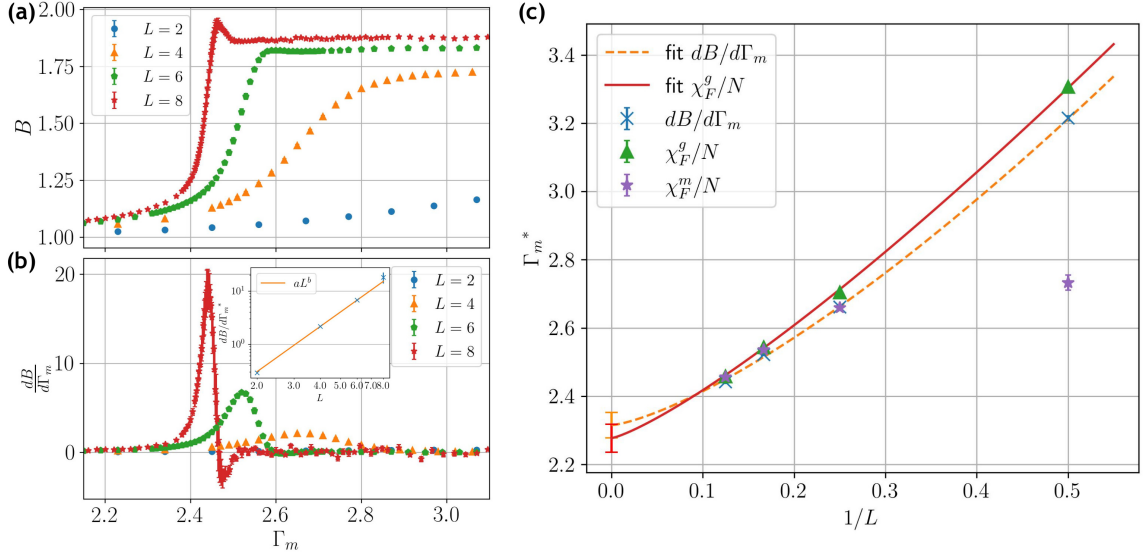 (a)
L = 2
L = 4
L = 6
L = 8
2.00
1.75
1.50
1.25
1.00
B
(b)
20
10
0
dB/dΓ_m
2.2
2.4
2.6
2.8
3.0
Γ_m
L = 2
L = 4
L = 6
L = 8
aL^b
dB/dΓ_m^*
10^1
10^0
2.0
3.0
4.0
5.0
6.0
7.0
8.0
L
(c)
fit dB/dΓ_m
fit χ_F^g/N
dB/dΓ_m
χ_F^g/N
χ_F^m/N
3.4
3.2
3.0
2.8
2.6
2.4
2.2
Γ_m^*
0.0
0.1
0.2
0.3
0.4
0.5
1/L